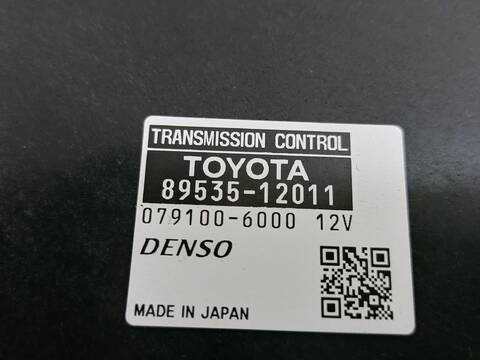 TRANSMISSION CONTROL
TOYOTA
89535-12011
079100-6000 12V
DENSO
MADE IN JAPAN